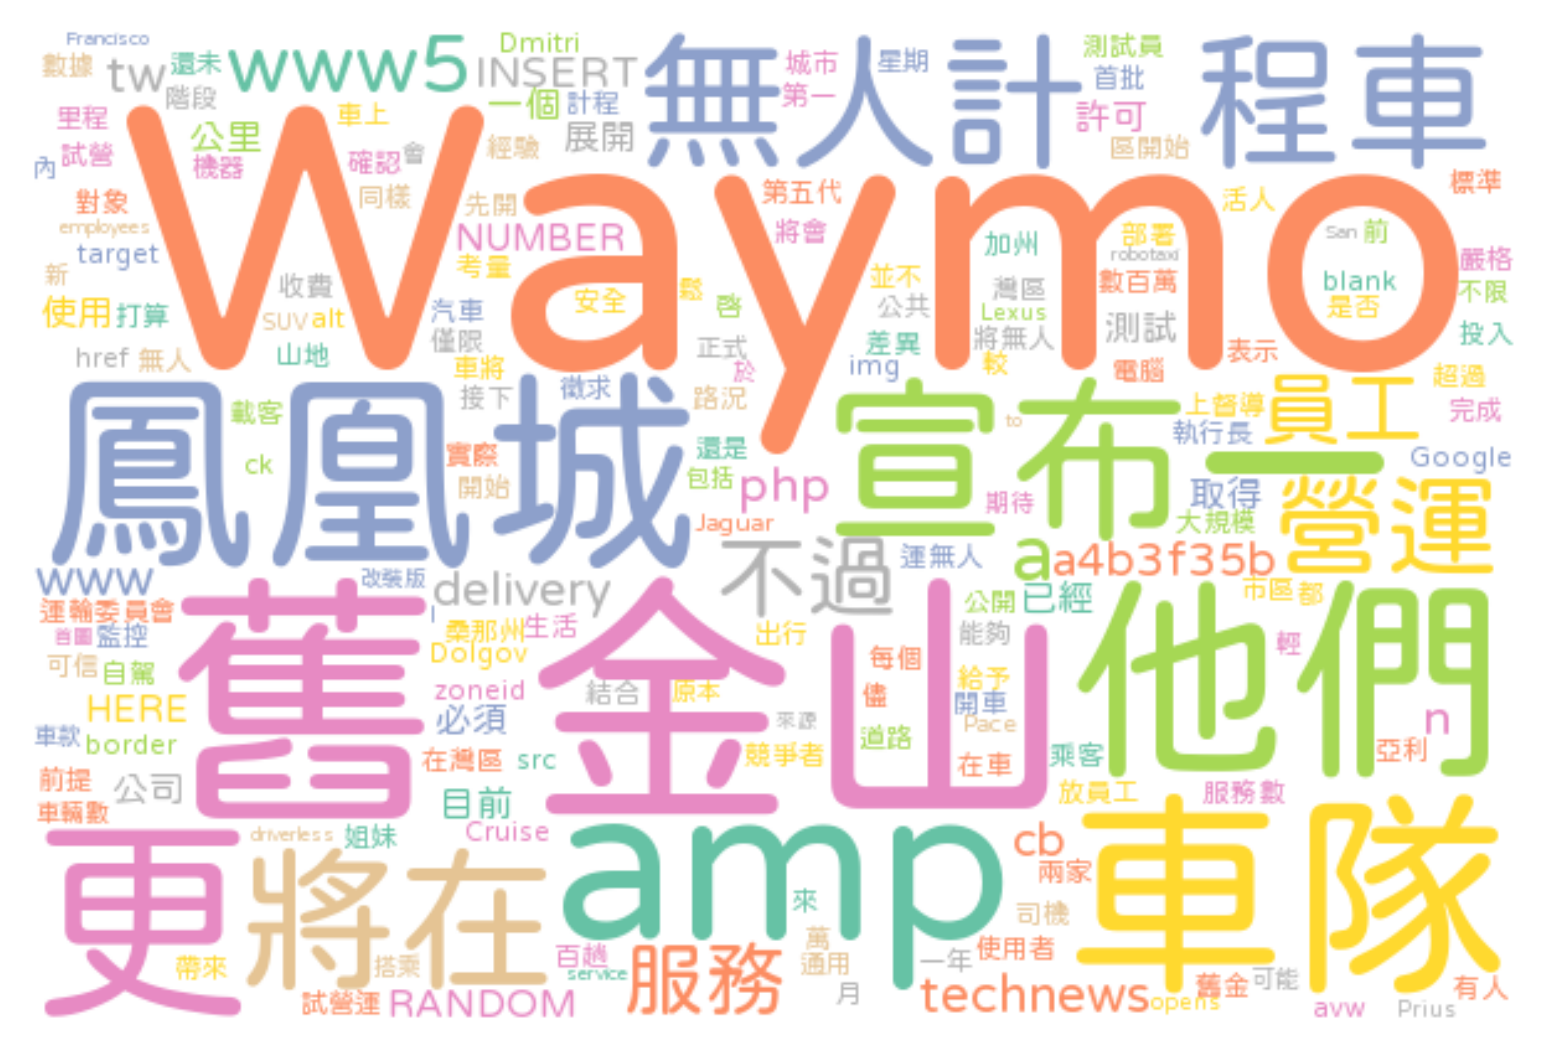 Francisco
Dmitri
數據
tw
還未
www5
INSERT
無人計程車
城市
星期
測試員
首批
階段
一個
計程
第一
許可
里程
車上
公里
展開
區開始
試營
內
機器
確認
會
經驗
Waymo
對象
同樣
先開
第五代
活人
標準
employees
NUMBER
將會
加州
部署
San
前
target
robotaxi
嚴格
新
考量
並不
數百萬
blank
不限
收費
鬆
灣區
使用
打算
SUV
alt
汽車
安全
啓
公共
Lexus
是否
僅限
差異
將無人
測試
投入
href
無人
山地
正式
表示
車將
於
img
較
電腦
超過
鳳凰城
載客
接下
徵求
路況
宣布
上督導
員工
完成
to
執行長
實際
還是
一
Google
ck
包括
php
開始
期待
取得
營運
Jaguar
大規模
不過
運無人
a
a4b3f35b
www
改裝版
delivery
市區
都
運輸委員會
l
公開
已經
舊金山
他們
首圖
監控
桑那州
生活
出行
能夠
輕
可信
自駕
Dolgov
每個
zoneid
結合
原本
儘
給予
HERE
必須
來源
開車
n
Pace
車款
border
道路
在灣區
src
競爭者
在車
乘客
亞利
前提
公司
放員工
服務數
車輛數
目前
更
driverless
姐妹
Cruise
amp
cb
車隊
將在
兩家
來
司機
帶來
搭乘
百趟
service
服務
萬
通用
一年
使用者
月
試營運
RANDOM
technews
opens
舊金
可能
有人
avw
Prius